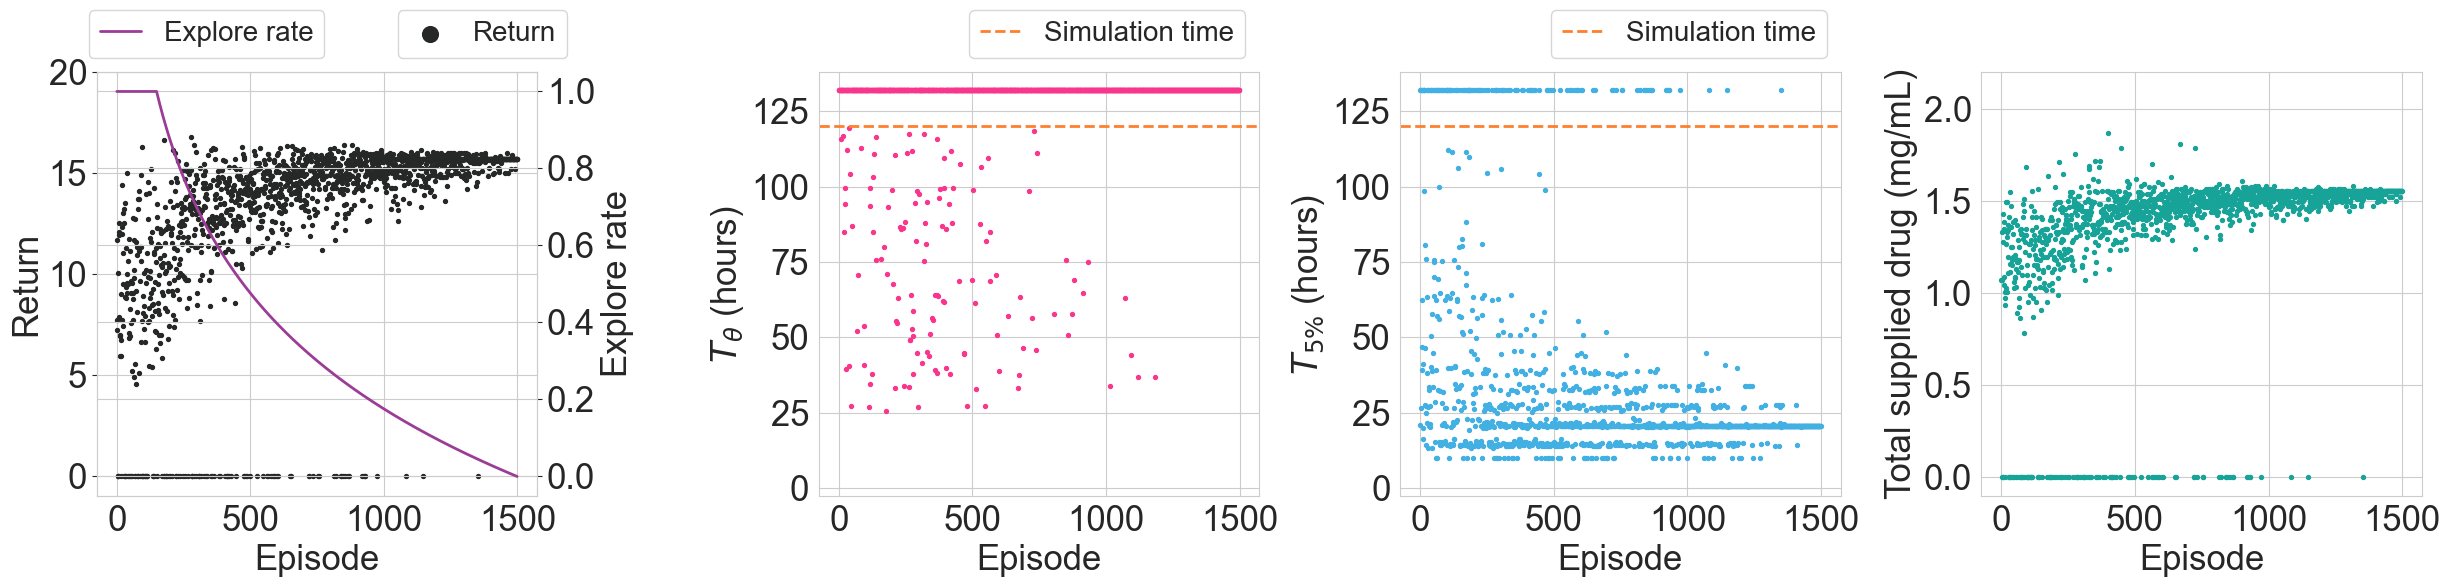 Explore rate
Return
Simulation time
Simulation time
20
15
10
5
0
Return
1.0
0.8
0.6
0.4
0.2
0.0
Explore rate
0 500 1000 1500
Episode
125
100
75
50
25
0
T_θ (hours)
0 500 1000 1500
Episode
125
100
75
50
25
0
T_5% (hours)
0 500 1000 1500
Episode
2.0
1.5
1.0
0.5
0.0
Total supplied drug (mg/mL)
0 500 1000 1500
Episode